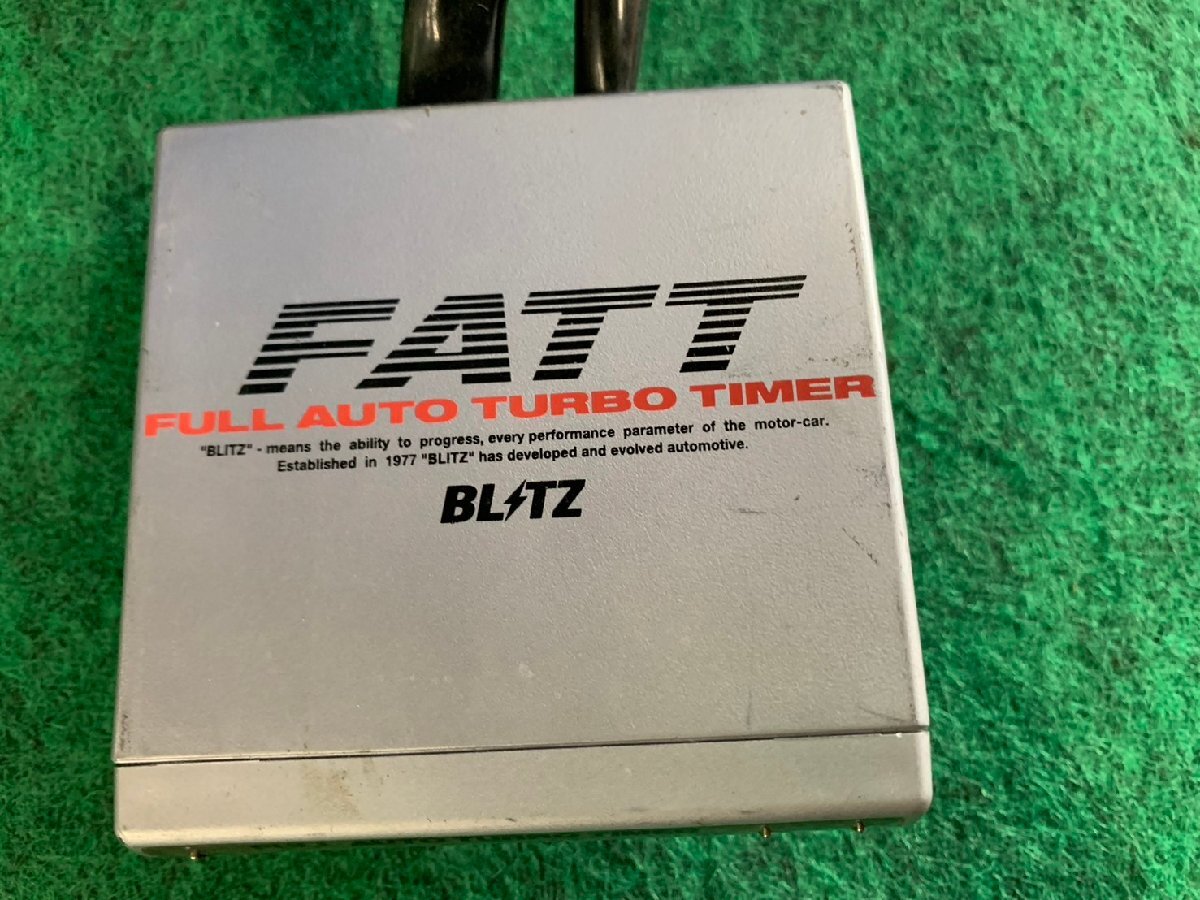 FATT
FULL AUTO TURBO TIMER
"BLITZ" - means the ability to progress, every performance parameter of the motor-car.
Established in 1977 "BLITZ" has developed and evolved automotive.
BLITZ